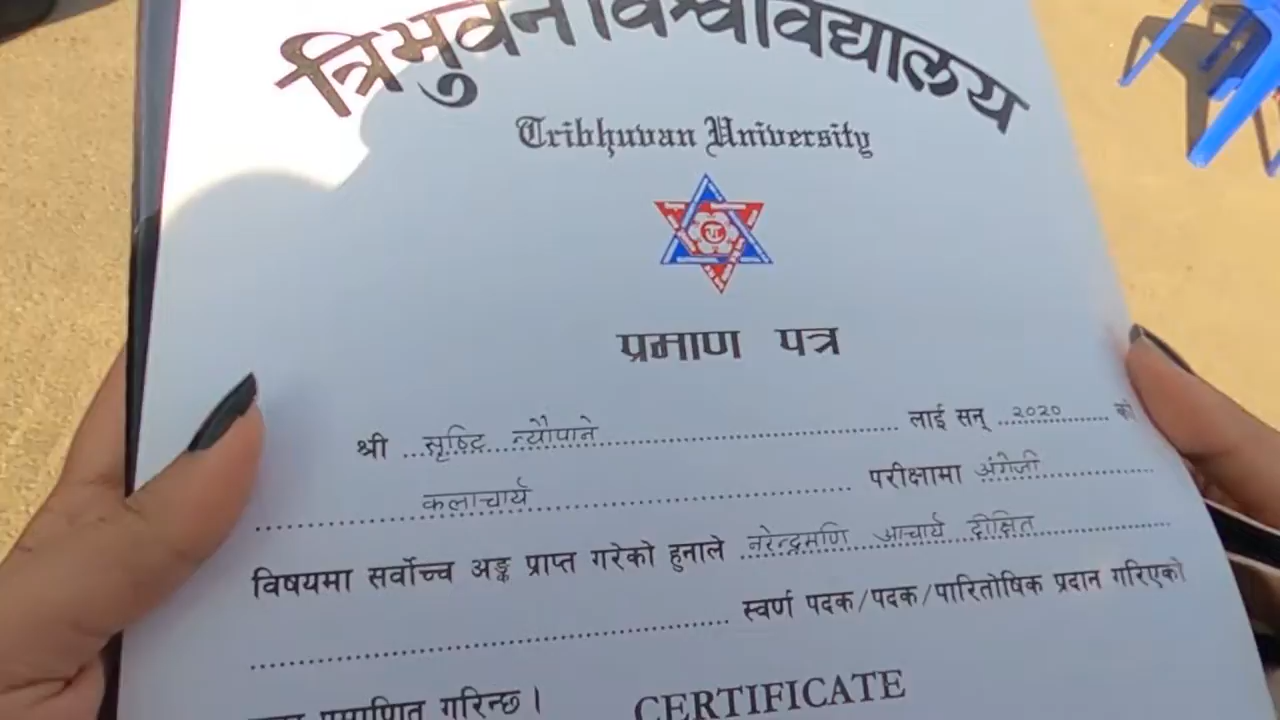 त्रिभुवन विश्वविद्यालय
Tribhuvan University
प्रमाण पत्र
श्री ... सृष्टि न्यौपाने ... लाई सन् ... २०२० ... को
... कलाचार्य ... परीक्षामा अंग्रेजी ...
विषयमा सर्वोच्च अङ्क प्राप्त गरेको हुनाले नरेन्द्रमणि आचार्य दीक्षित ...
... स्वर्ण पदक/पदक/पारितोषिक प्रदान गरिएको
प्रमाणित गरिन्छ ।
CERTIFICATE